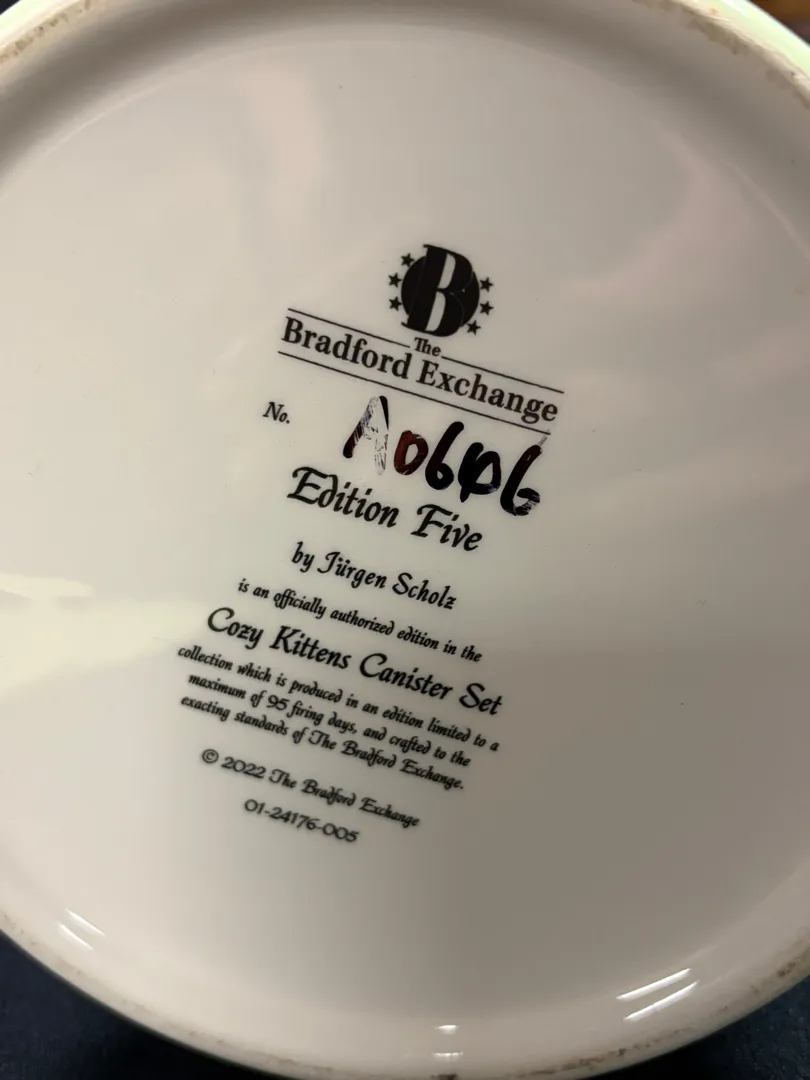 B
The
Bradford Exchange
No. A0606
Edition Five
by Jürgen Scholz
is an officially authorized edition in the
Cozy Kittens Canister Set
collection which is produced in an edition limited to a
maximum of 95 firing days, and crafted to the
exacting standards of The Bradford Exchange.
© 2022 The Bradford Exchange
01-24176-005